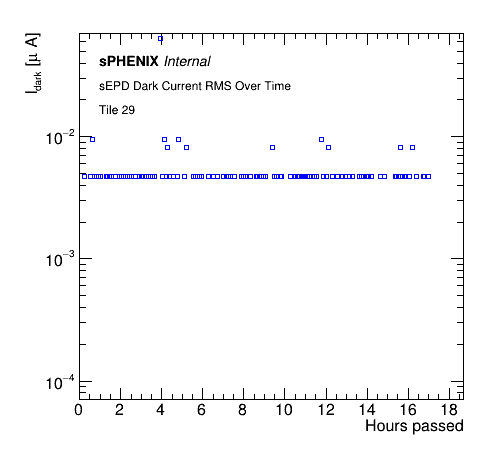 I_dark [μ A]
sPHENIX Internal
sEPD Dark Current RMS Over Time
Tile 29
10^−2
10^−3
10^−4
0 2 4 6 8 10 12 14 16 18
Hours passed